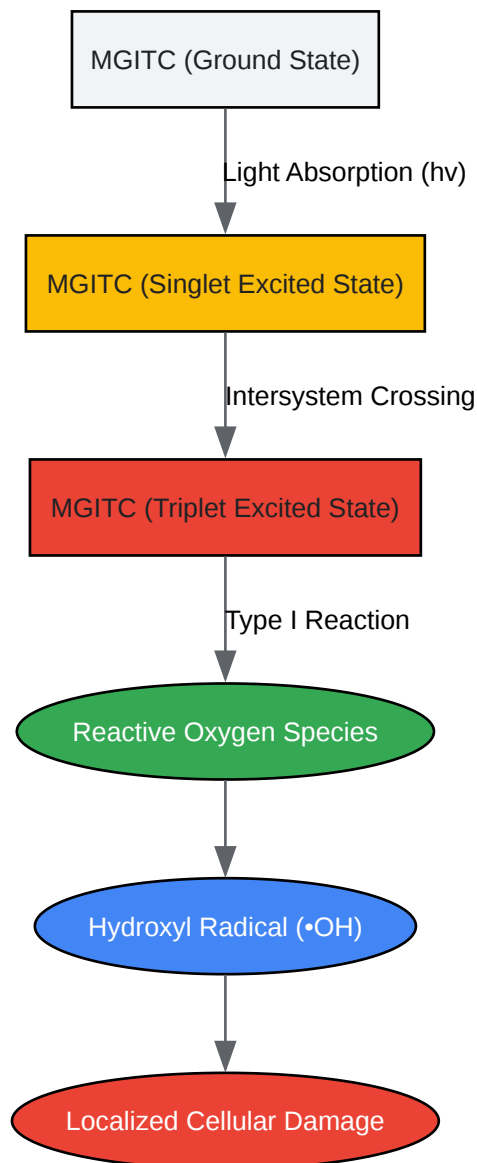 MGITC (Ground State)
Light Absorption (hv)
MGITC (Singlet Excited State)
Intersystem Crossing
MGITC (Triplet Excited State)
Type I Reaction
Reactive Oxygen Species
Hydroxyl Radical (•OH)
Localized Cellular Damage